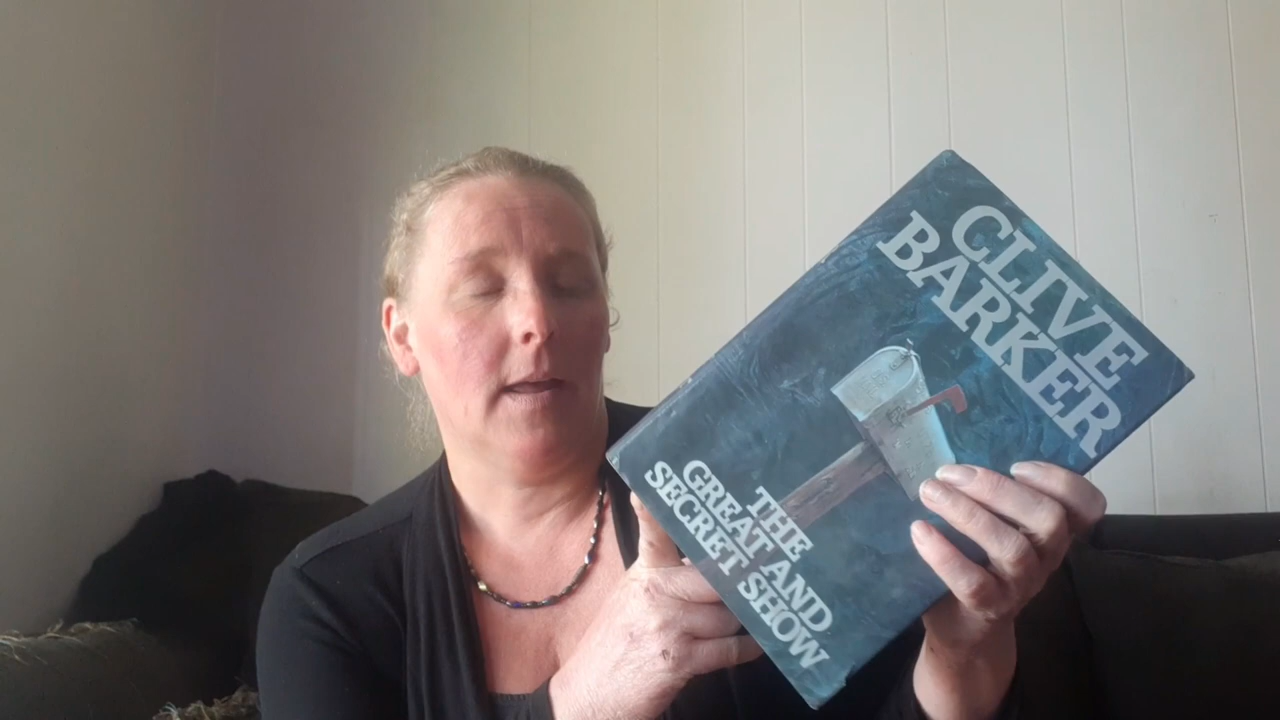 CLIVE
BARKER
THE
GREAT AND
SECRET SHOW